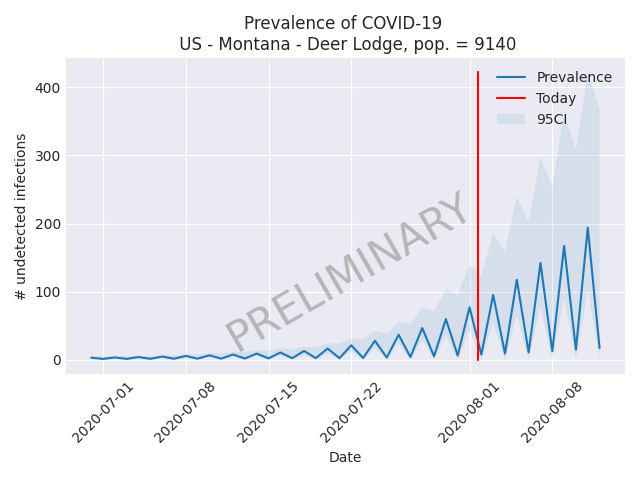 Prevalence of COVID-19
US - Montana - Deer Lodge, pop. = 9140
# undetected infections
400
300
200
100
0
Prevalence
Today
95CI
PRELIMINARY
2020-07-01
2020-07-08
2020-07-15
2020-07-22
2020-08-01
2020-08-08
Date